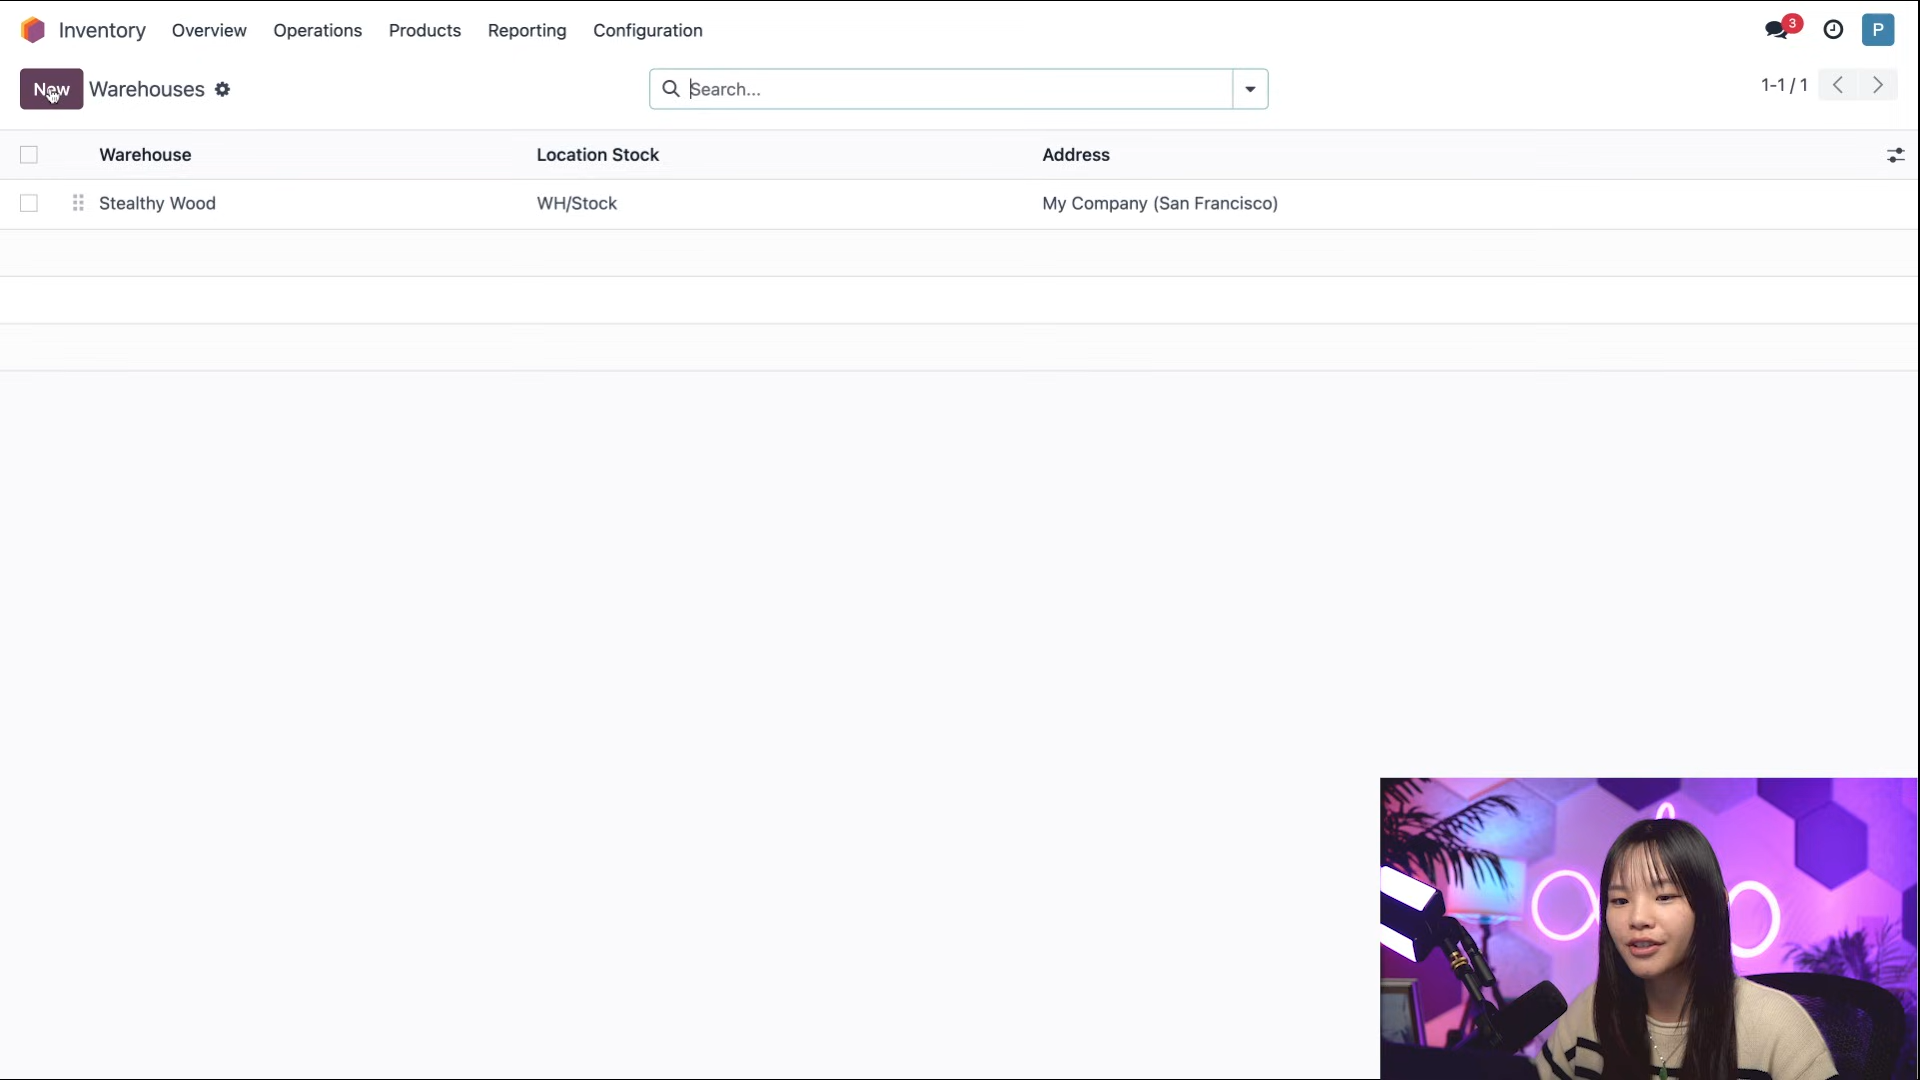 Inventory Overview Operations Products Reporting Configuration 3 P
New Warehouses Search... 1-1 / 1
Warehouse Location Stock Address
Stealthy Wood WH/Stock My Company (San Francisco)